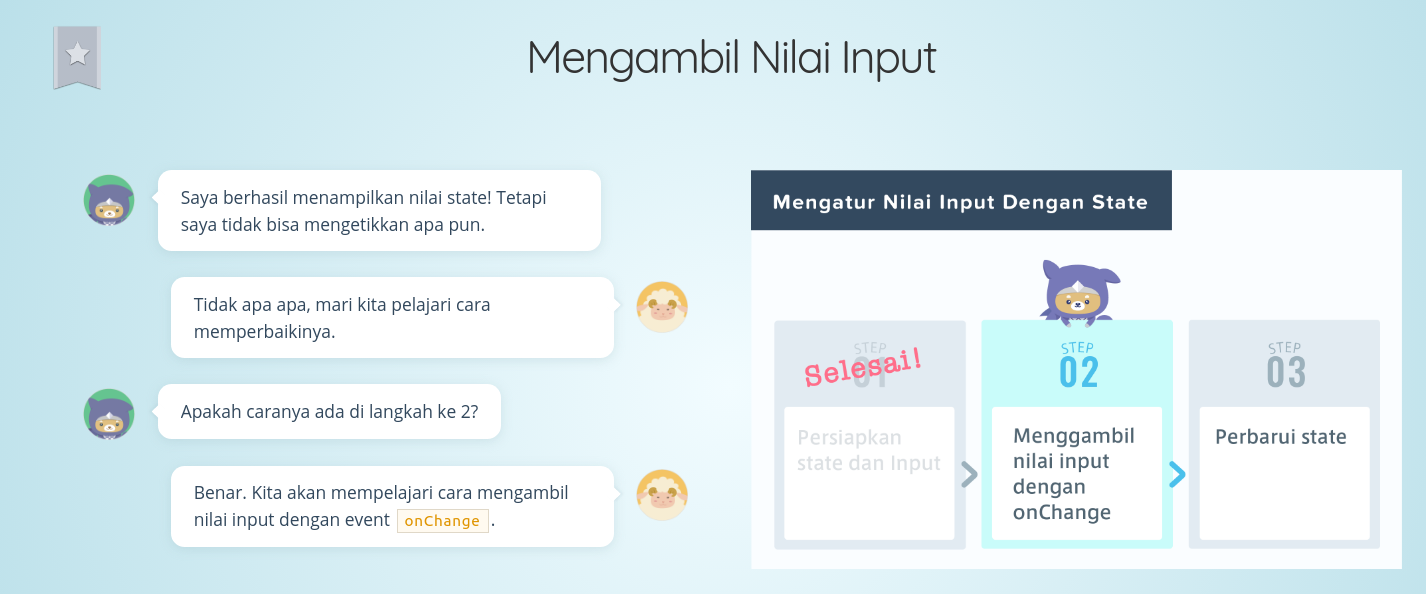 Mengambil Nilai Input
Saya berhasil menampilkan nilai state! Tetapi
saya tidak bisa mengetikkan apa pun.
Tidak apa apa, mari kita pelajari cara
memperbaikinya.
Apakah caranya ada di langkah ke 2?
Benar. Kita akan mempelajari cara mengambil
nilai input dengan event onChange.
Mengatur Nilai Input Dengan State
STEP
01
Selesai!
Persiapkan
state dan Input
STEP
02
Menggambil
nilai input
dengan
onChange
STEP
03
Perbarui state